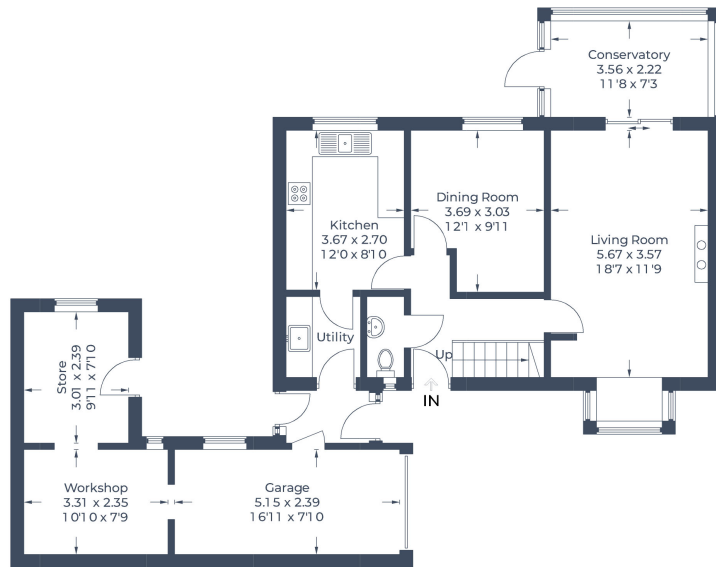 Conservatory
3.56 x 2.22
11'8 x 7'3
Kitchen
3.67 x 2.70
12'0 x 8'10
Dining Room
3.69 x 3.03
12'1 x 9'11
Living Room
5.67 x 3.57
18'7 x 11'9
Utility
Up
IN
Store
3.01 x 2.39
9'11 x 7'10
Workshop
3.31 x 2.35
10'10 x 7'9
Garage
5.15 x 2.39
16'11 x 7'10